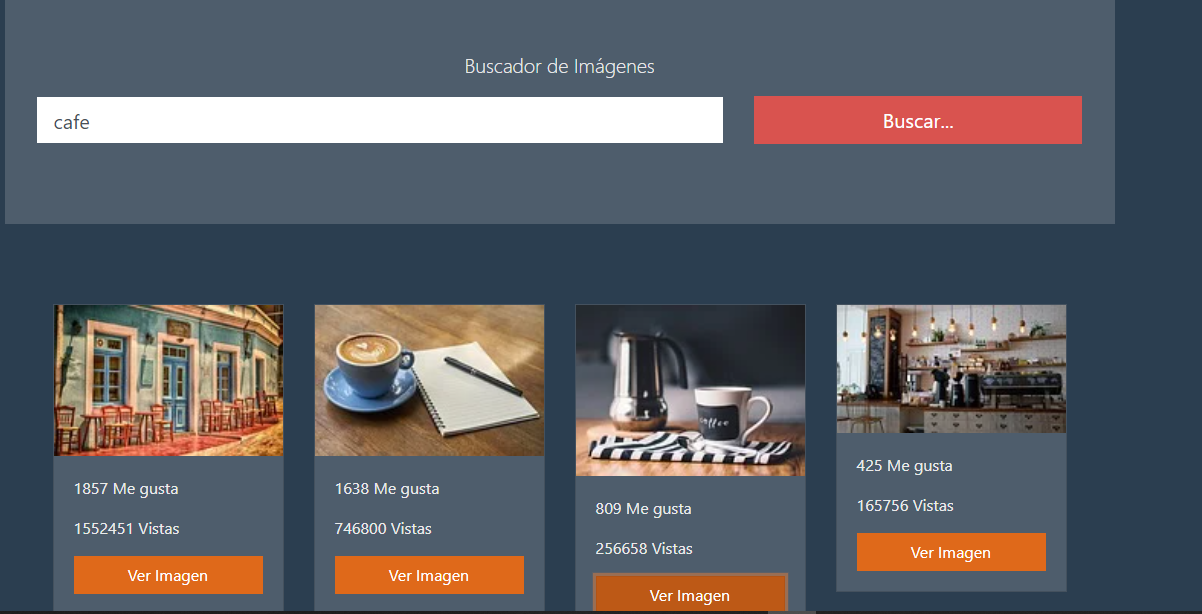 Buscador de Imágenes
cafe
Buscar...
coffee
1857 Me gusta
1552451 Vistas
Ver Imagen
1638 Me gusta
746800 Vistas
Ver Imagen
809 Me gusta
256658 Vistas
Ver Imagen
425 Me gusta
165756 Vistas
Ver Imagen